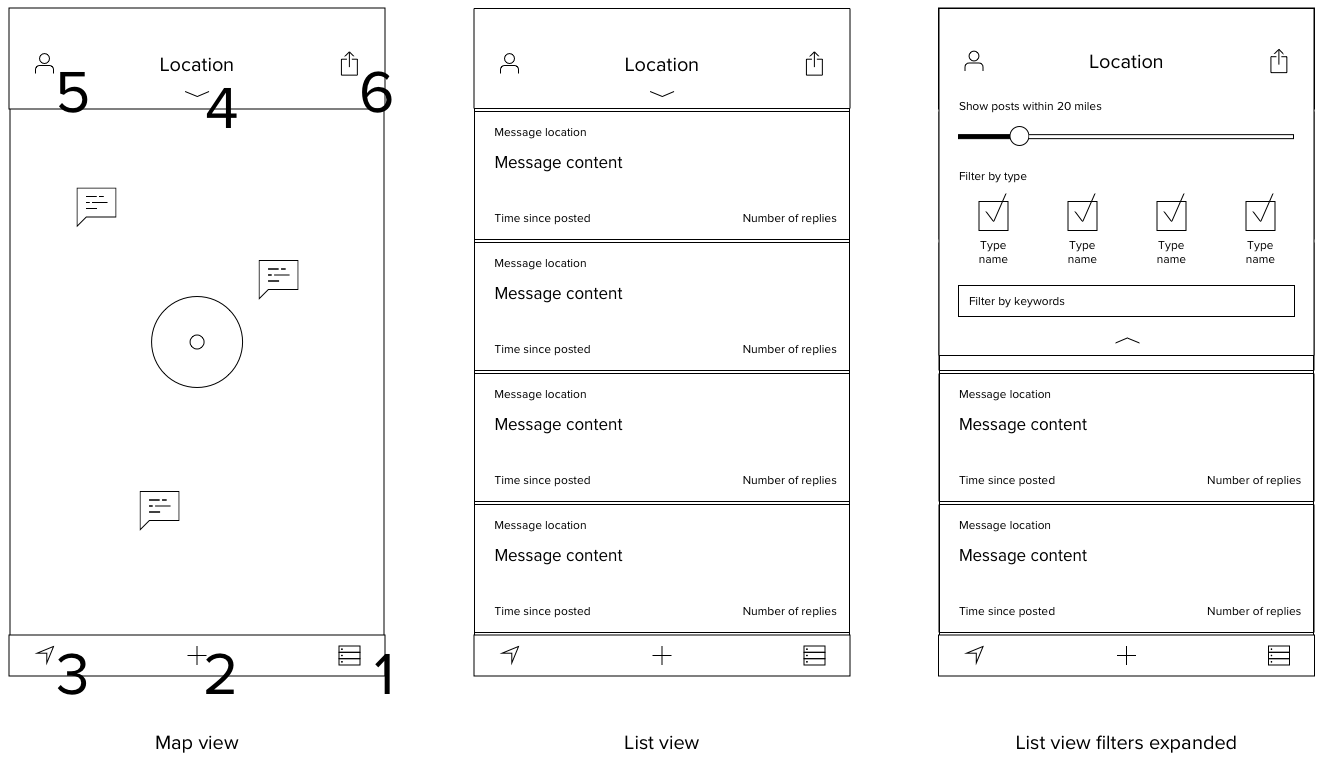 Location
5
6
4
3
2
1
Map view
Location
Message location
Message content
Time since posted Number of replies
Message location
Message content
Time since posted Number of replies
Message location
Message content
Time since posted Number of replies
Message location
Message content
Time since posted Number of replies
List view
Location
Show posts within 20 miles
Filter by type
Type Type Type Type
name name name name
Filter by keywords
Message location
Message content
Time since posted Number of replies
Message location
Message content
Time since posted Number of replies
List view filters expanded